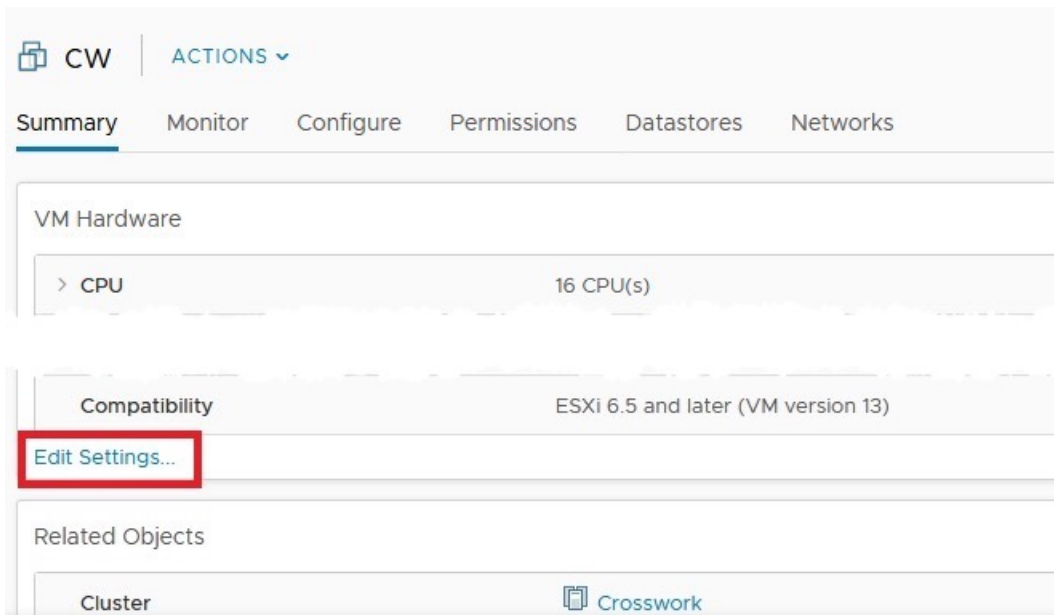 CW ACTIONS
Summary Monitor Configure Permissions Datastores Networks
VM Hardware
CPU 16 CPU(s)
Compatibility ESXi 6.5 and later (VM version 13)
Edit Settings...
Related Objects
Cluster Crosswork